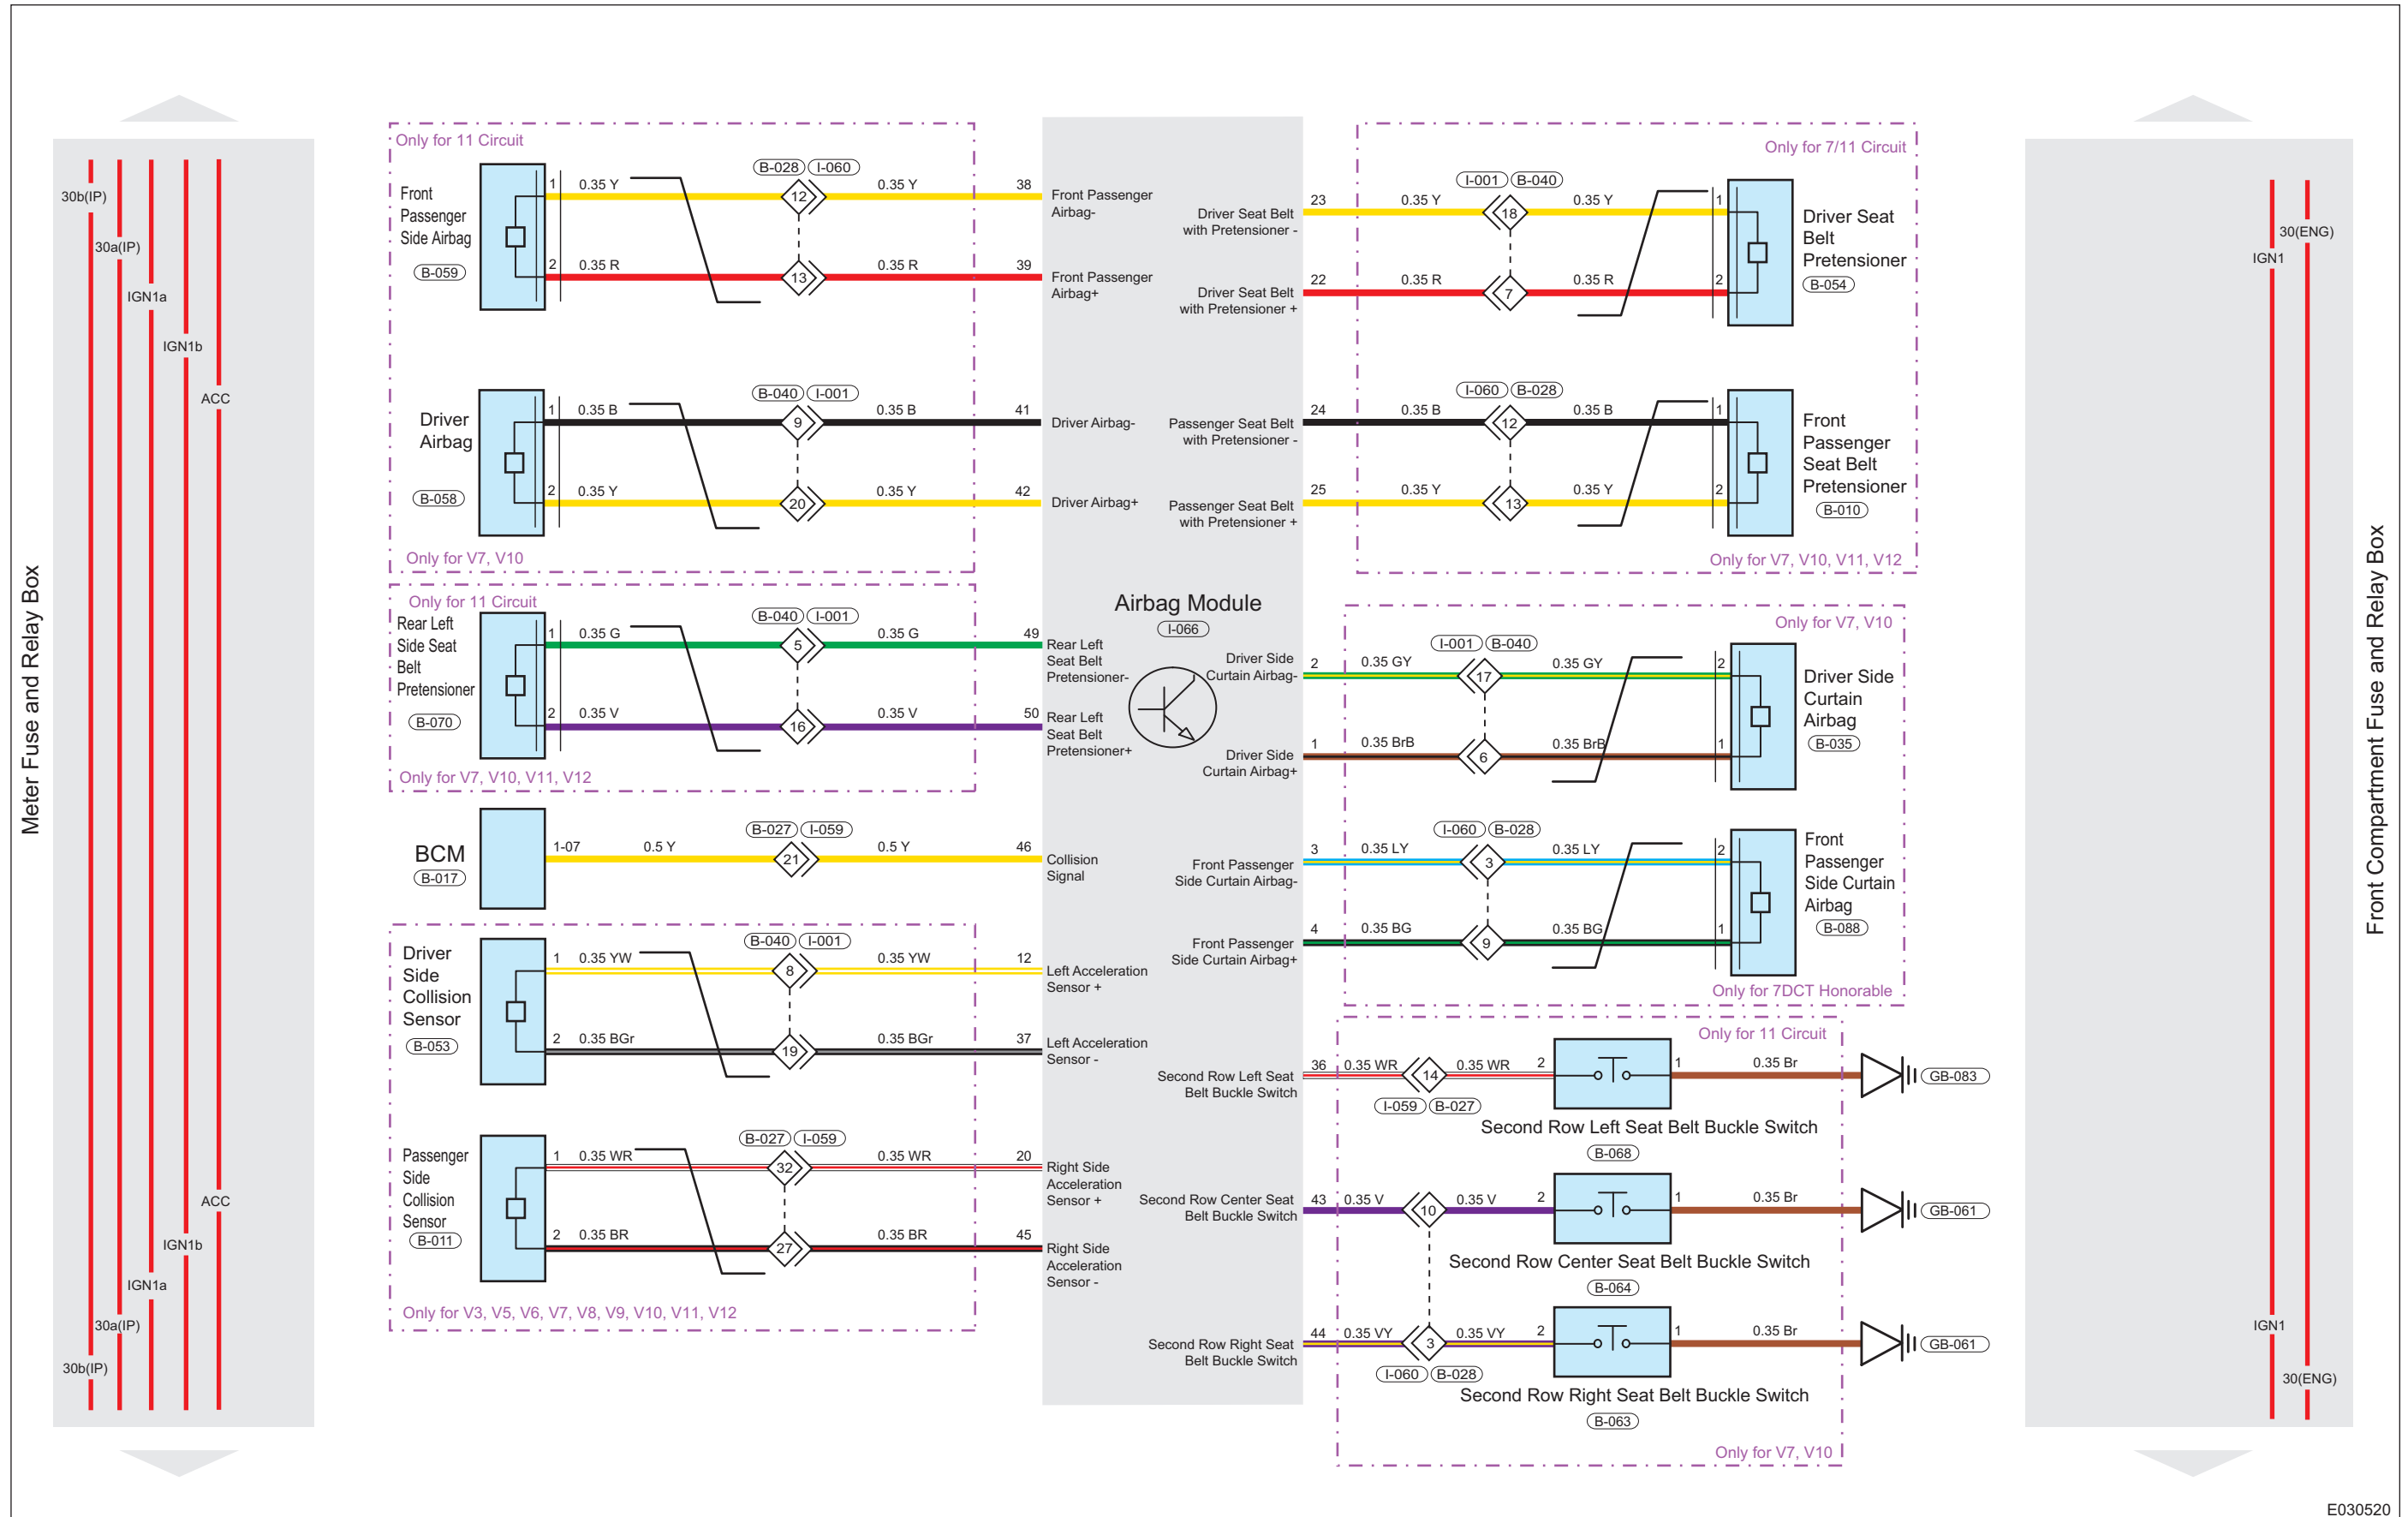 Meter Fuse and Relay Box
30b(IP)
30a(IP)
IGN1a
IGN1b
ACC
ACC
IGN1b
IGN1a
30a(IP)
30b(IP)
Only for 11 Circuit
Front
Passenger
Side Airbag
B-059
1
0.35 Y
B-028
I-060
12
0.35 Y
38
2
0.35 R
13
0.35 R
39
Driver
Airbag
B-058
1
0.35 B
B-040
I-001
9
0.35 B
41
2
0.35 Y
20
0.35 Y
42
Only for V7, V10
Only for 11 Circuit
Rear Left
Side Seat
Belt
Pretensioner
B-070
1
0.35 G
B-040
I-001
5
0.35 G
49
2
0.35 V
16
0.35 V
50
Only for V7, V10, V11, V12
BCM
B-017
1-07
0.5 Y
B-027
I-059
21
0.5 Y
46
Driver
Side
Collision
Sensor
B-053
1
0.35 YW
B-040
I-001
8
0.35 YW
12
2
0.35 BGr
19
0.35 BGr
37
Passenger
Side
Collision
Sensor
B-011
1
0.35 WR
B-027
I-059
32
0.35 WR
20
2
0.35 BR
27
0.35 BR
45
Only for V3, V5, V6, V7, V8, V9, V10, V11, V12
Front Passenger
Airbag-
Front Passenger
Airbag+
Driver Airbag-
Driver Airbag+
Airbag Module
I-066
Rear Left
Seat Belt
Pretensioner-
Rear Left
Seat Belt
Pretensioner+
Collision
Signal
Left Acceleration
Sensor +
Left Acceleration
Sensor -
Right Side
Acceleration
Sensor +
Right Side
Acceleration
Sensor -
Driver Seat Belt
with Pretensioner -
Driver Seat Belt
with Pretensioner +
Passenger Seat Belt
with Pretensioner -
Passenger Seat Belt
with Pretensioner +
Driver Side
Curtain Airbag-
Driver Side
Curtain Airbag+
Front Passenger
Side Curtain Airbag-
Front Passenger
Side Curtain Airbag+
Second Row Left Seat
Belt Buckle Switch
Second Row Center Seat
Belt Buckle Switch
Second Row Right Seat
Belt Buckle Switch
Only for 7/11 Circuit
23
0.35 Y
I-001
B-040
18
0.35 Y
1
22
0.35 R
7
0.35 R
2
Driver Seat
Belt
Pretensioner
B-054
24
0.35 B
I-060
B-028
12
0.35 B
1
25
0.35 Y
13
0.35 Y
2
Front
Passenger
Seat Belt
Pretensioner
B-010
Only for V7, V10, V11, V12
Only for V7, V10
2
0.35 GY
I-001
B-040
17
0.35 GY
2
1
0.35 BrB
6
0.35 BrB
1
Driver Side
Curtain
Airbag
B-035
3
0.35 LY
I-060
B-028
3
0.35 LY
2
4
0.35 BG
9
0.35 BG
1
Front
Passenger
Side Curtain
Airbag
B-088
Only for 7DCT Honorable
Only for 11 Circuit
36
0.35 WR
14
0.35 WR
2
1
0.35 Br
GB-083
I-059
B-027
Second Row Left Seat Belt Buckle Switch
B-068
43
0.35 V
10
0.35 V
2
1
0.35 Br
GB-061
Second Row Center Seat Belt Buckle Switch
B-064
44
0.35 VY
3
0.35 VY
2
1
0.35 Br
GB-061
I-060
B-028
Second Row Right Seat Belt Buckle Switch
B-063
Only for V7, V10
IGN1
30(ENG)
IGN1
30(ENG)
Front Compartment Fuse and Relay Box
E030520